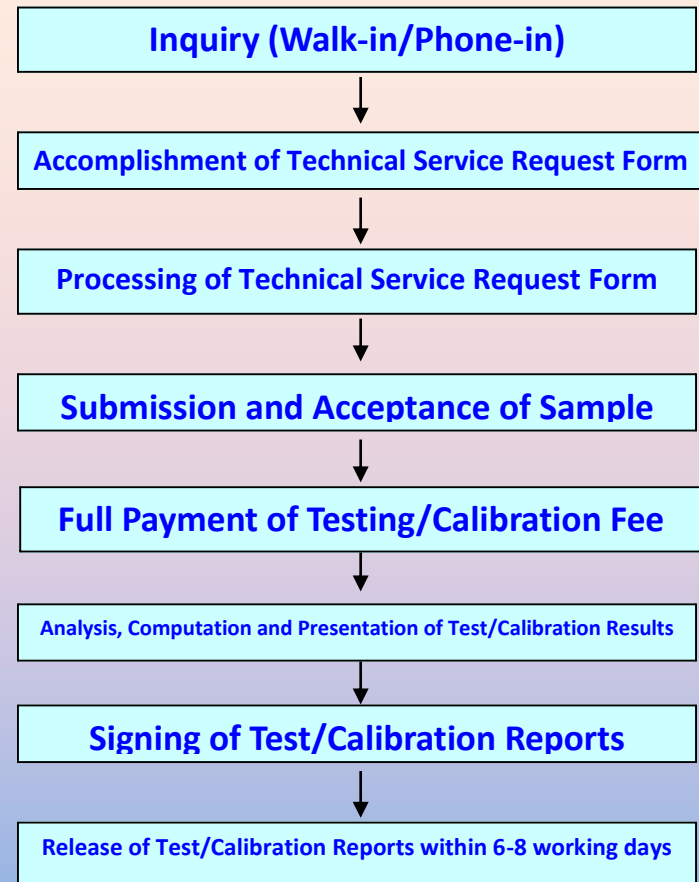 Inquiry (Walk-in/Phone-in)
Accomplishment of Technical Service Request Form
Processing of Technical Service Request Form
Submission and Acceptance of Sample
Full Payment of Testing/Calibration Fee
Analysis, Computation and Presentation of Test/Calibration Results
Signing of Test/Calibration Reports
Release of Test/Calibration Reports within 6-8 working days